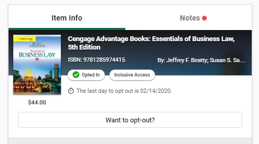 Item Info
Notes
Cengage Advantage Books: Essentials of Business Law,
5th Edition
ISBN: 9781285974415
By: Jeffrey F. Beatty; Susan S. Sa...
BUSINESS LAW
Opted In
Inclusive Access
The last day to opt out is 02/14/2020.
$44.00
Want to opt-out?